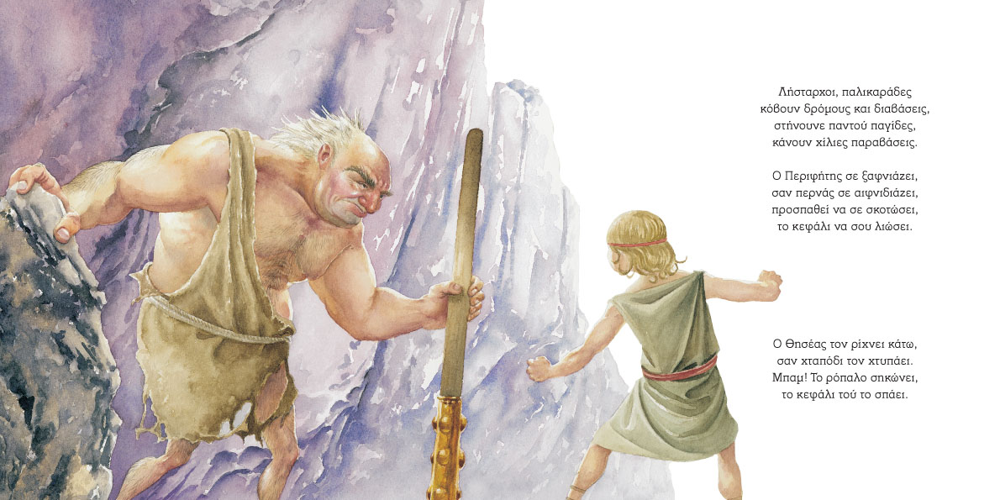 Λήσταρχοι, παλικαράδες
κόβουν δρόμους και διαβάσεις,
στήνουνε παντού παγίδες,
κάνουν χίλιες παραβάσεις.
Ο Περιφήτης σε ξαφνιάζει,
σαν περνάς σε αιφνιδιάζει,
προσπαθεί να σε σκοτώσει,
το κεφάλι να σου λιώσει.
Ο Θησέας τον ρίχνει κάτω,
σαν χταπόδι τον χτυπάει.
Μπαμ! Το ρόπαλο σηκώνει,
το κεφάλι τού το σπάει.